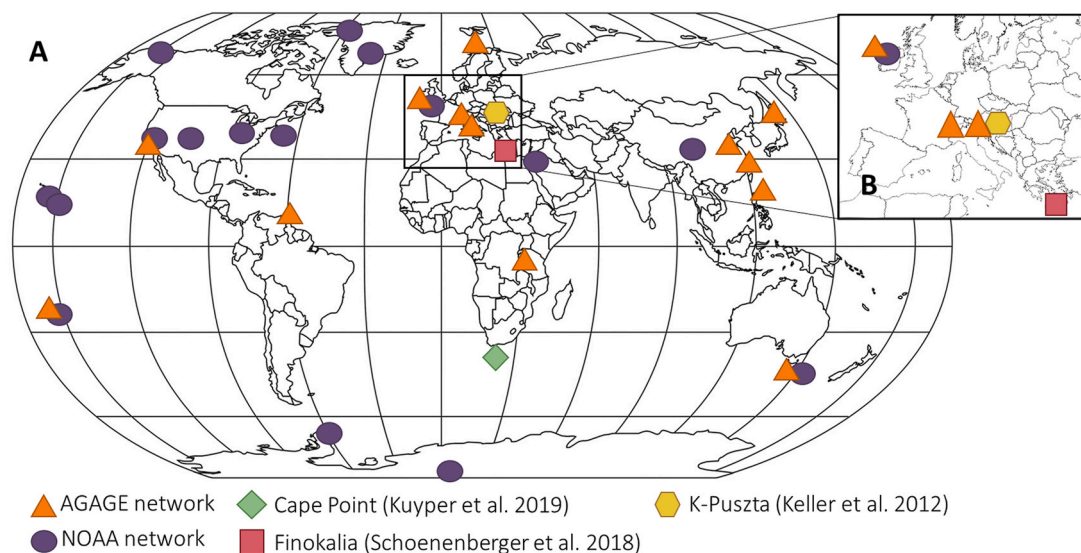 A
B
AGAGE network
Cape Point (Kuyper et al. 2019)
K-Puszta (Keller et al. 2012)
NOAA network
Finokalia (Schoenenberger et al. 2018)